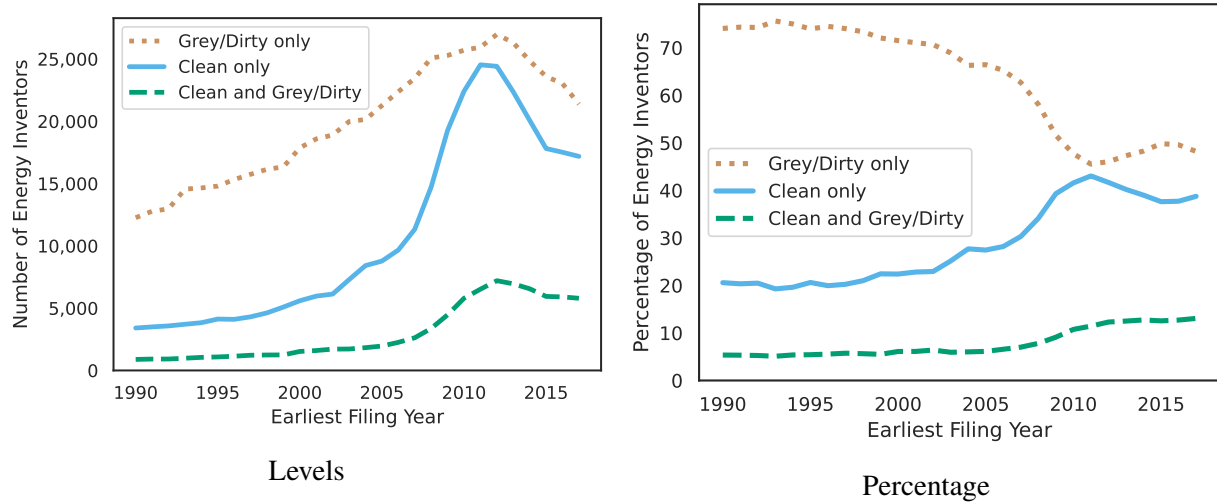 Grey/Dirty only
Clean only
Clean and Grey/Dirty
Number of Energy Inventors
25,000
20,000
15,000
10,000
5,000
0
1990 1995 2000 2005 2010 2015
Earliest Filing Year
Levels
Grey/Dirty only
Clean only
Clean and Grey/Dirty
Percentage of Energy Inventors
70
60
50
40
30
20
10
0
1990 1995 2000 2005 2010 2015
Earliest Filing Year
Percentage